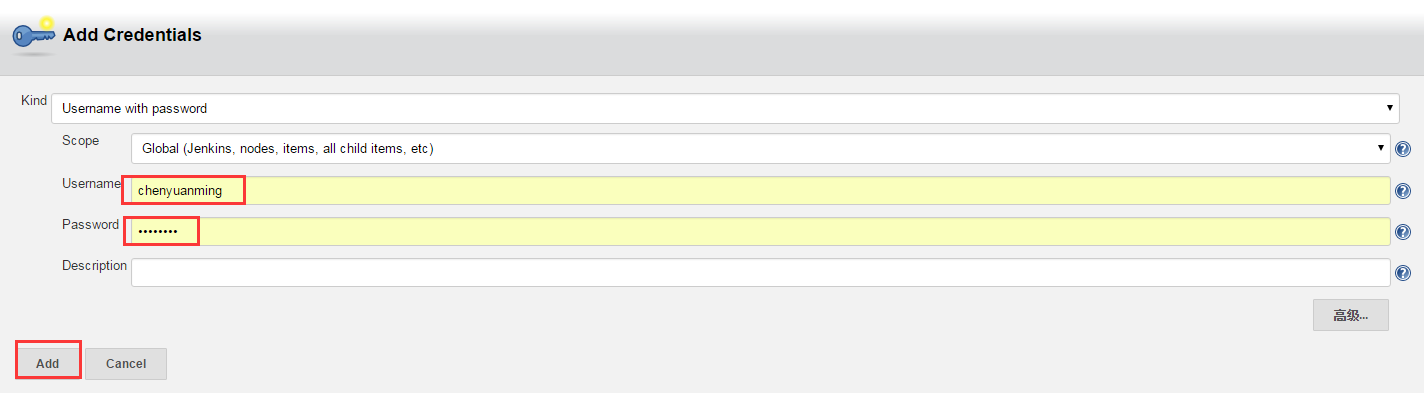 Add Credentials
Kind
Username with password
Scope
Global (Jenkins, nodes, items, all child items, etc)
Username
chenyuanming
Password
••••••••
Description
高级...
Add
Cancel